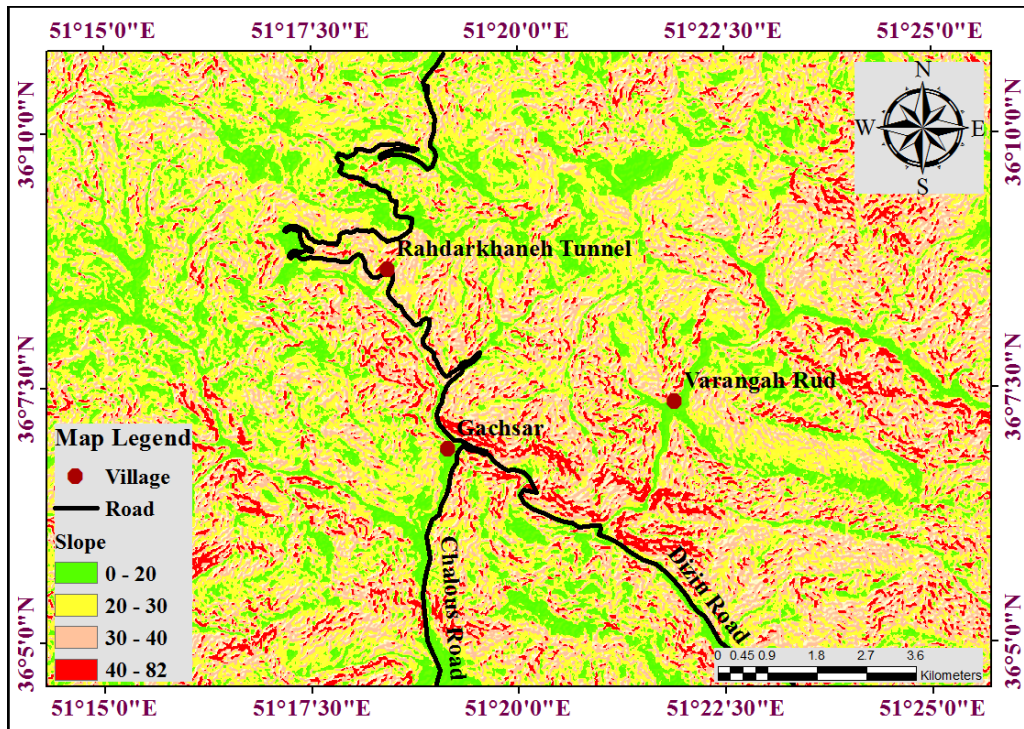 51°15'0"E 51°17'30"E 51°20'0"E 51°22'30"E 51°25'0"E
36°10'0"N
36°7'30"N
36°5'0"N
N
W E
S
36°10'0"N
36°7'30"N
36°5'0"N
Rahdarkhaneh Tunnel
Varangah Rud
Gachsar
Chalous Road
Dizin Road
Map Legend
Village
Road
Slope
0 - 20
20 - 30
30 - 40
40 - 82
0 0.45 0.9 1.8 2.7 3.6
Kilometers
51°15'0"E 51°17'30"E 51°20'0"E 51°22'30"E 51°25'0"E